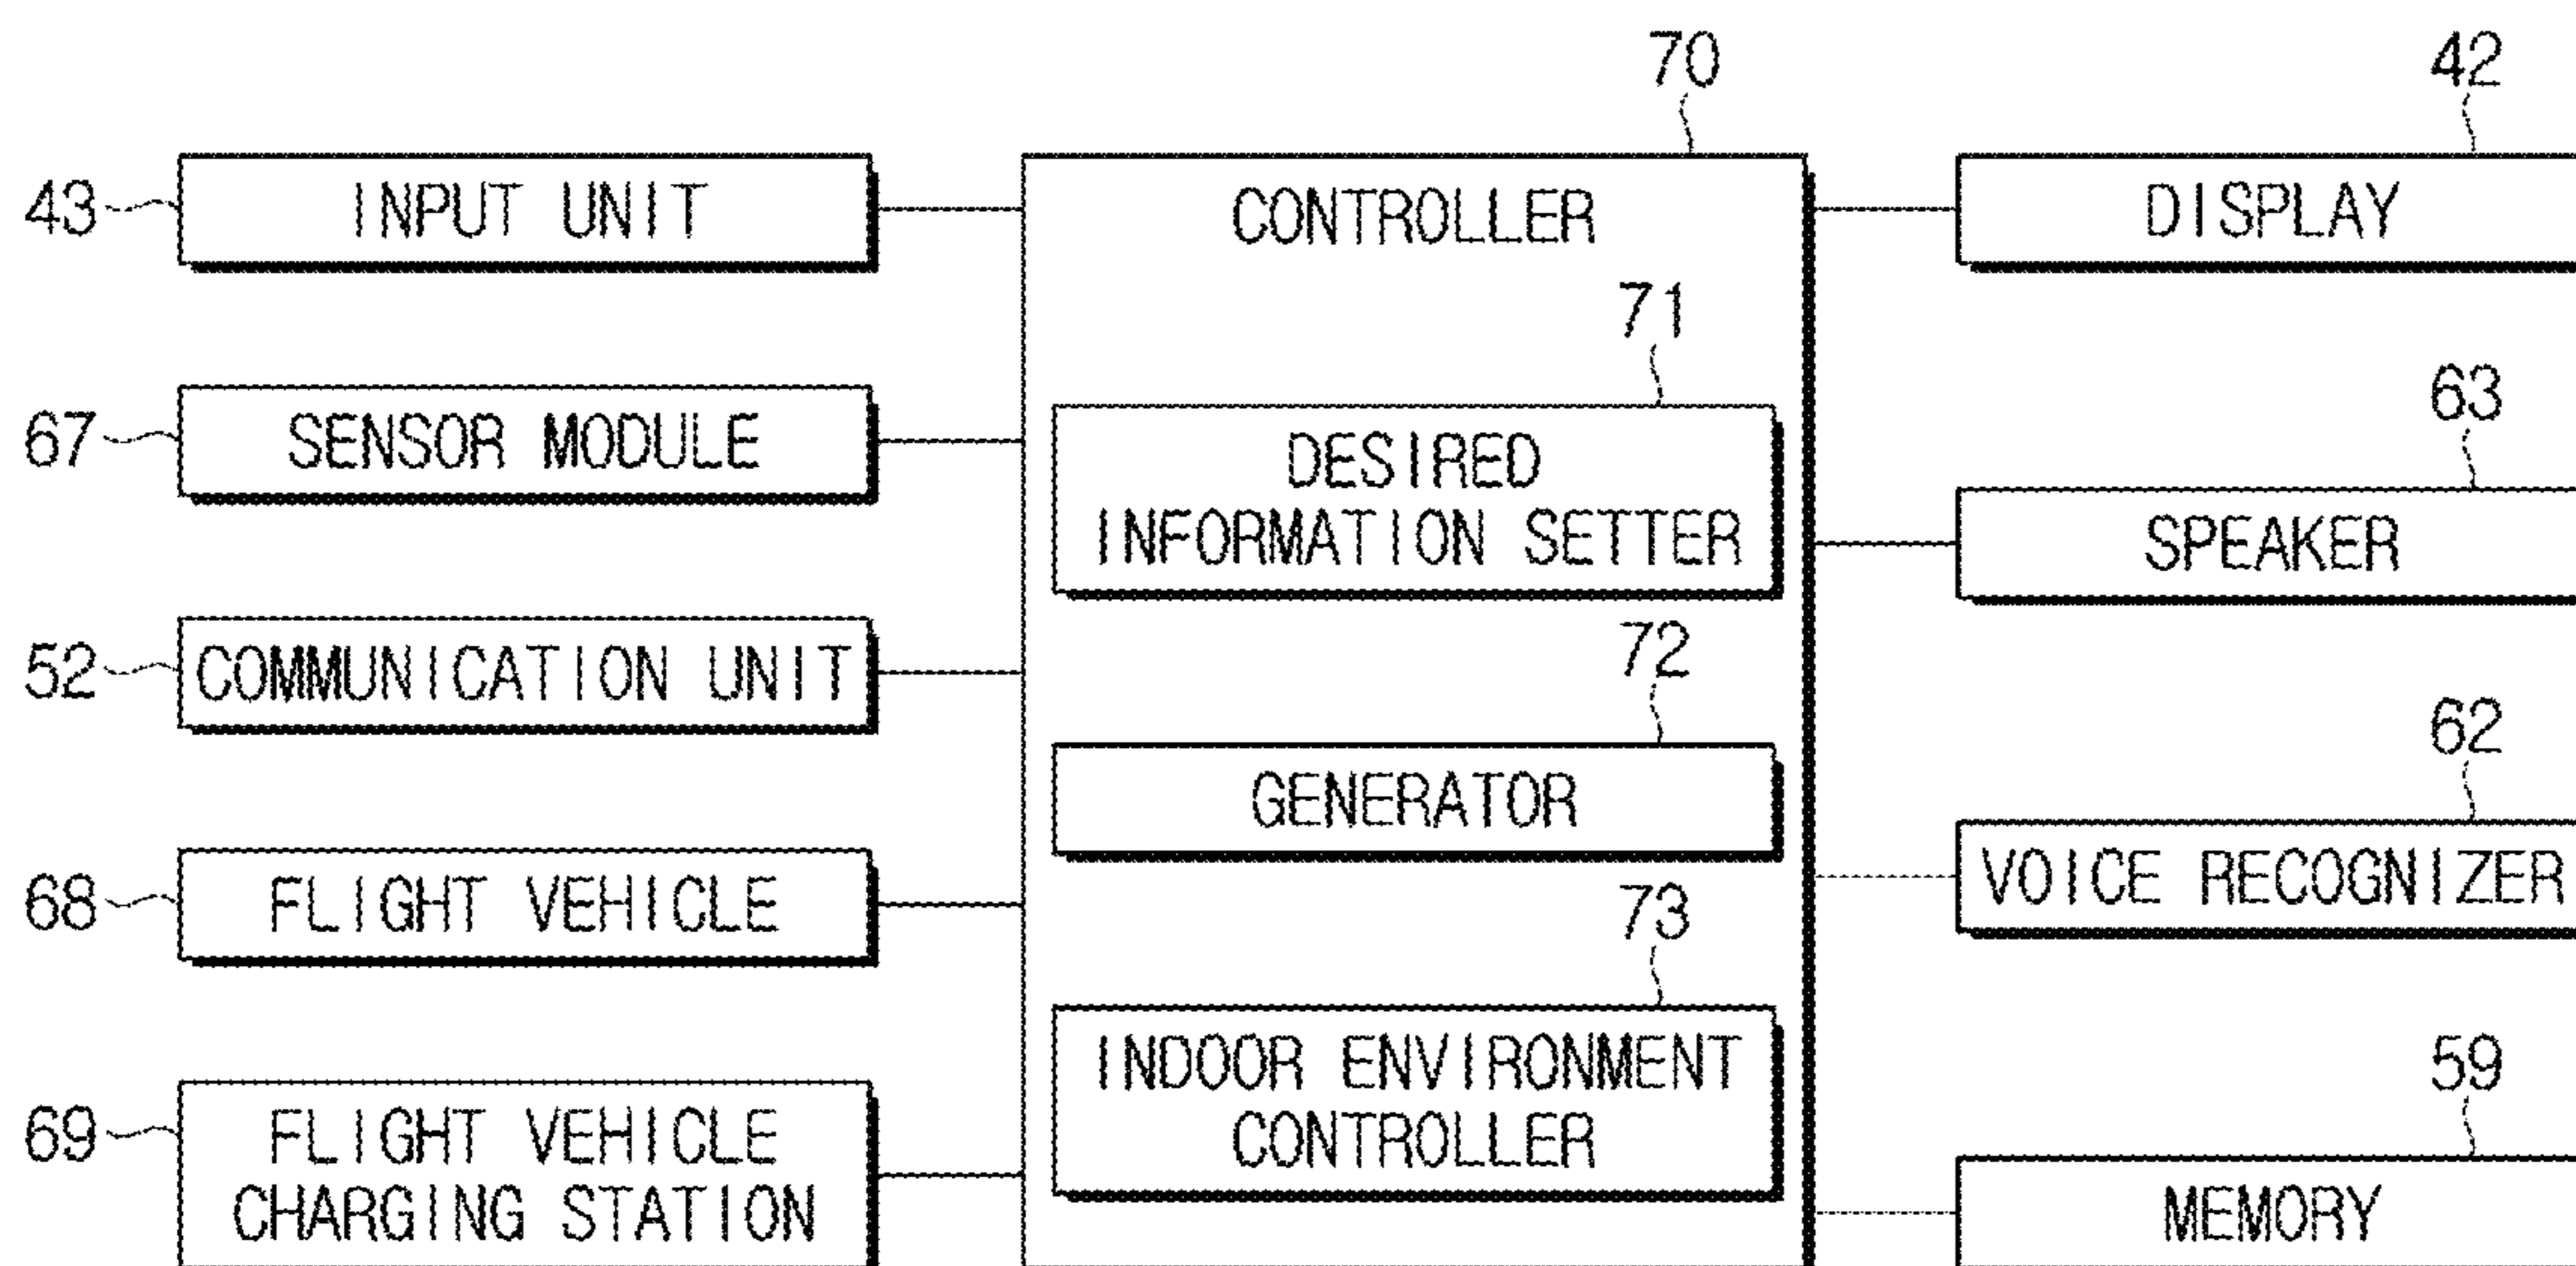 70
42
43
INPUT UNIT
CONTROLLER
DISPLAY
71
67
SENSOR MODULE
DESIRED
INFORMATION SETTER
63
SPEAKER
52
COMMUNICATION UNIT
72
GENERATOR
62
VOICE RECOGNIZER
68
FLIGHT VEHICLE
73
INDOOR ENVIRONMENT
CONTROLLER
59
MEMORY
69
FLIGHT VEHICLE
CHARGING STATION